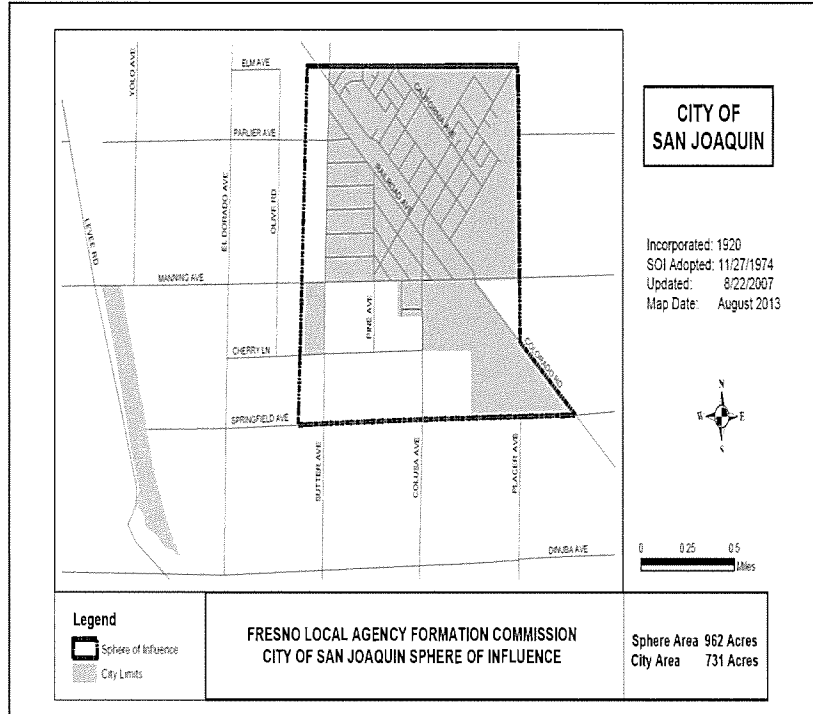 ELM AVE
YOLO AVE
CALIFORNIA AVE
PARLIER AVE
RAILROAD AVE
EL DORADO AVE
OLIVE RD
LEVEE RD
MANNING AVE
PINE AVE
CHERRY LN
COLORADO RD
SPRINGFIELD AVE
SUTTER AVE
COLUSA AVE
PLACER AVE
DINUBA AVE
CITY OF
SAN JOAQUIN
Incorporated: 1920
SOI Adopted: 11/27/1974
Updated: 8/22/2007
Map Date: August 2013
N
W E
S
0 0.25 0.5
Miles
Legend
Sphere of Influence
City Limits
FRESNO LOCAL AGENCY FORMATION COMMISSION
CITY OF SAN JOAQUIN SPHERE OF INFLUENCE
Sphere Area 962 Acres
City Area 731 Acres